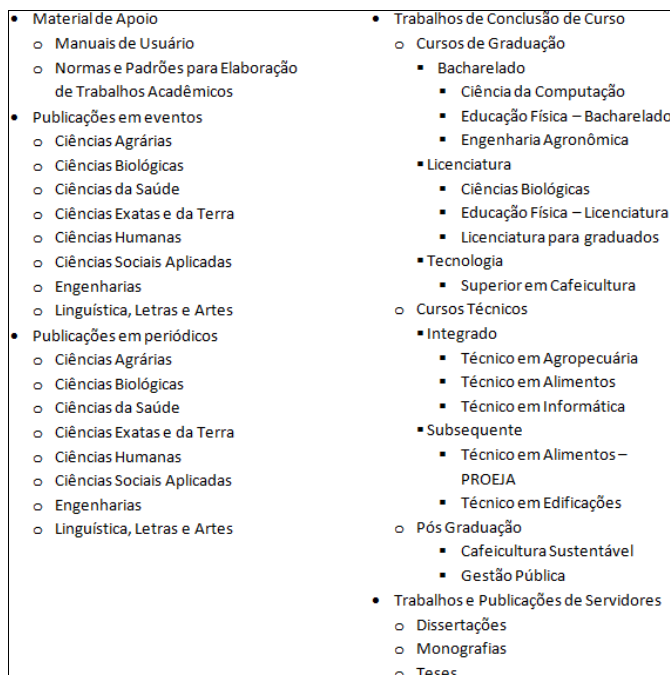 • Material de Apoio
o Manuais de Usuário
o Normas e Padrões para Elaboração
de Trabalhos Acadêmicos
• Publicações em eventos
o Ciências Agrárias
o Ciências Biológicas
o Ciências da Saúde
o Ciências Exatas e da Terra
o Ciências Humanas
o Ciências Sociais Aplicadas
o Engenharias
o Linguística, Letras e Artes
• Publicações em periódicos
o Ciências Agrárias
o Ciências Biológicas
o Ciências da Saúde
o Ciências Exatas e da Terra
o Ciências Humanas
o Ciências Sociais Aplicadas
o Engenharias
o Linguística, Letras e Artes
• Trabalhos de Conclusão de Curso
o Cursos de Graduação
▪ Bacharelado
▪ Ciência da Computação
▪ Educação Física – Bacharelado
▪ Engenharia Agronômica
▪ Licenciatura
▪ Ciências Biológicas
▪ Educação Física – Licenciatura
▪ Licenciatura para graduados
▪ Tecnologia
▪ Superior em Cafeicultura
o Cursos Técnicos
▪ Integrado
▪ Técnico em Agropecuária
▪ Técnico em Alimentos
▪ Técnico em Informática
▪ Subsequente
▪ Técnico em Alimentos –
PROEJA
▪ Técnico em Edificações
o Pós Graduação
▪ Cafeicultura Sustentável
▪ Gestão Pública
• Trabalhos e Publicações de Servidores
o Dissertações
o Monografias
o Teses